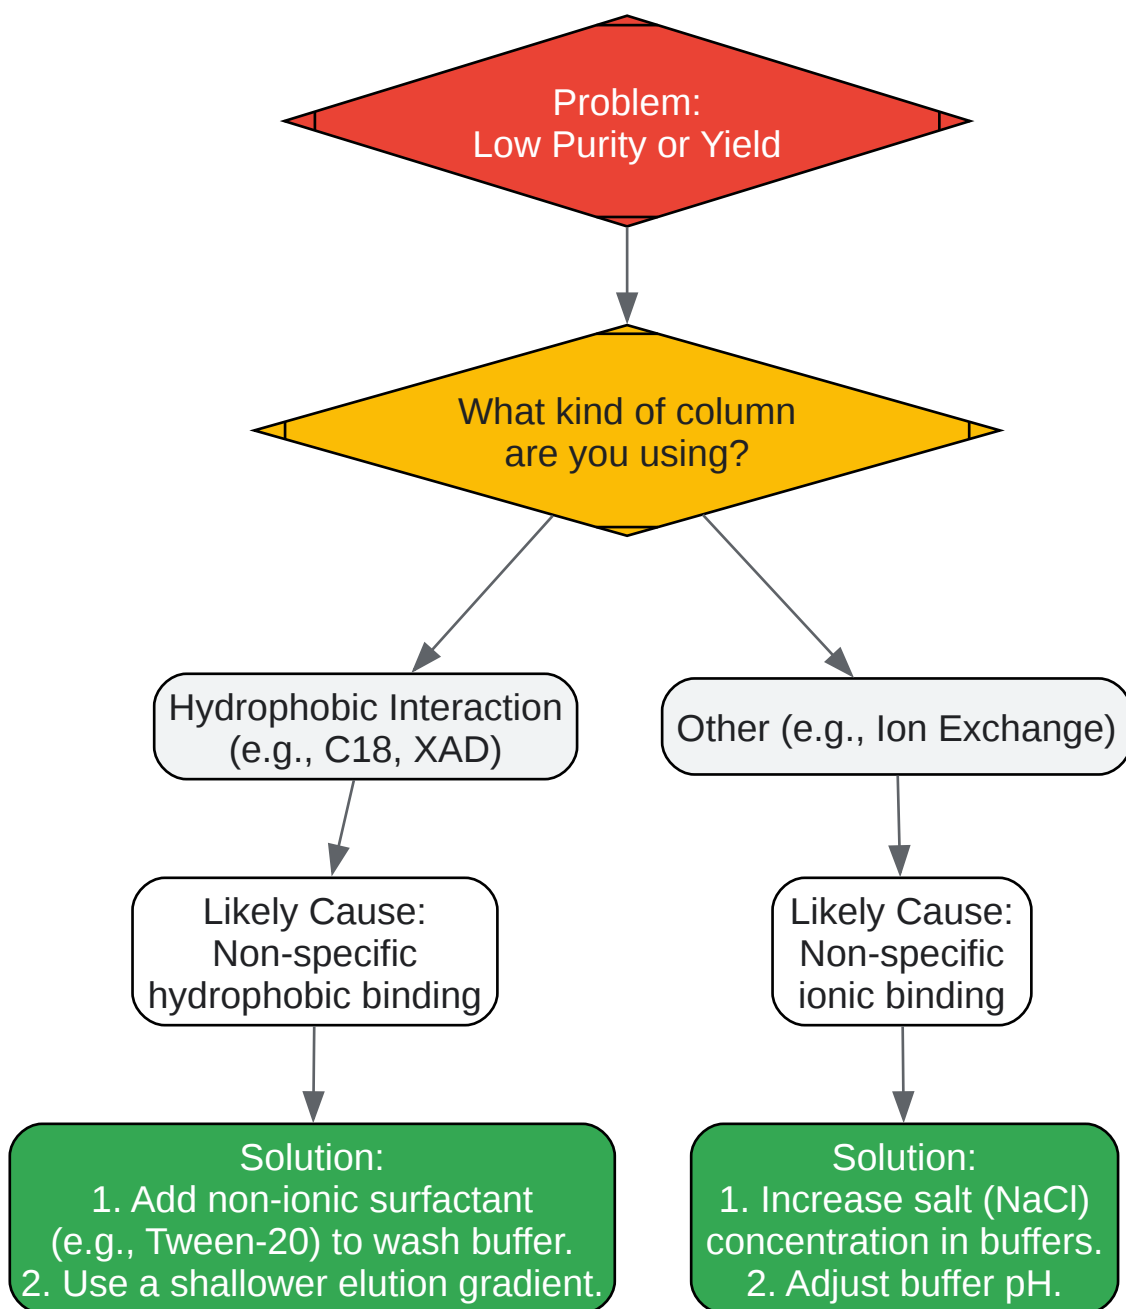 Problem:
Low Purity or Yield
What kind of column
are you using?
Hydrophobic Interaction
(e.g., C18, XAD)
Other (e.g., Ion Exchange)
Likely Cause:
Non-specific
hydrophobic binding
Likely Cause:
Non-specific
ionic binding
Solution:
1. Add non-ionic surfactant
(e.g., Tween-20) to wash buffer.
2. Use a shallower elution gradient.
Solution:
1. Increase salt (NaCl)
concentration in buffers.
2. Adjust buffer pH.